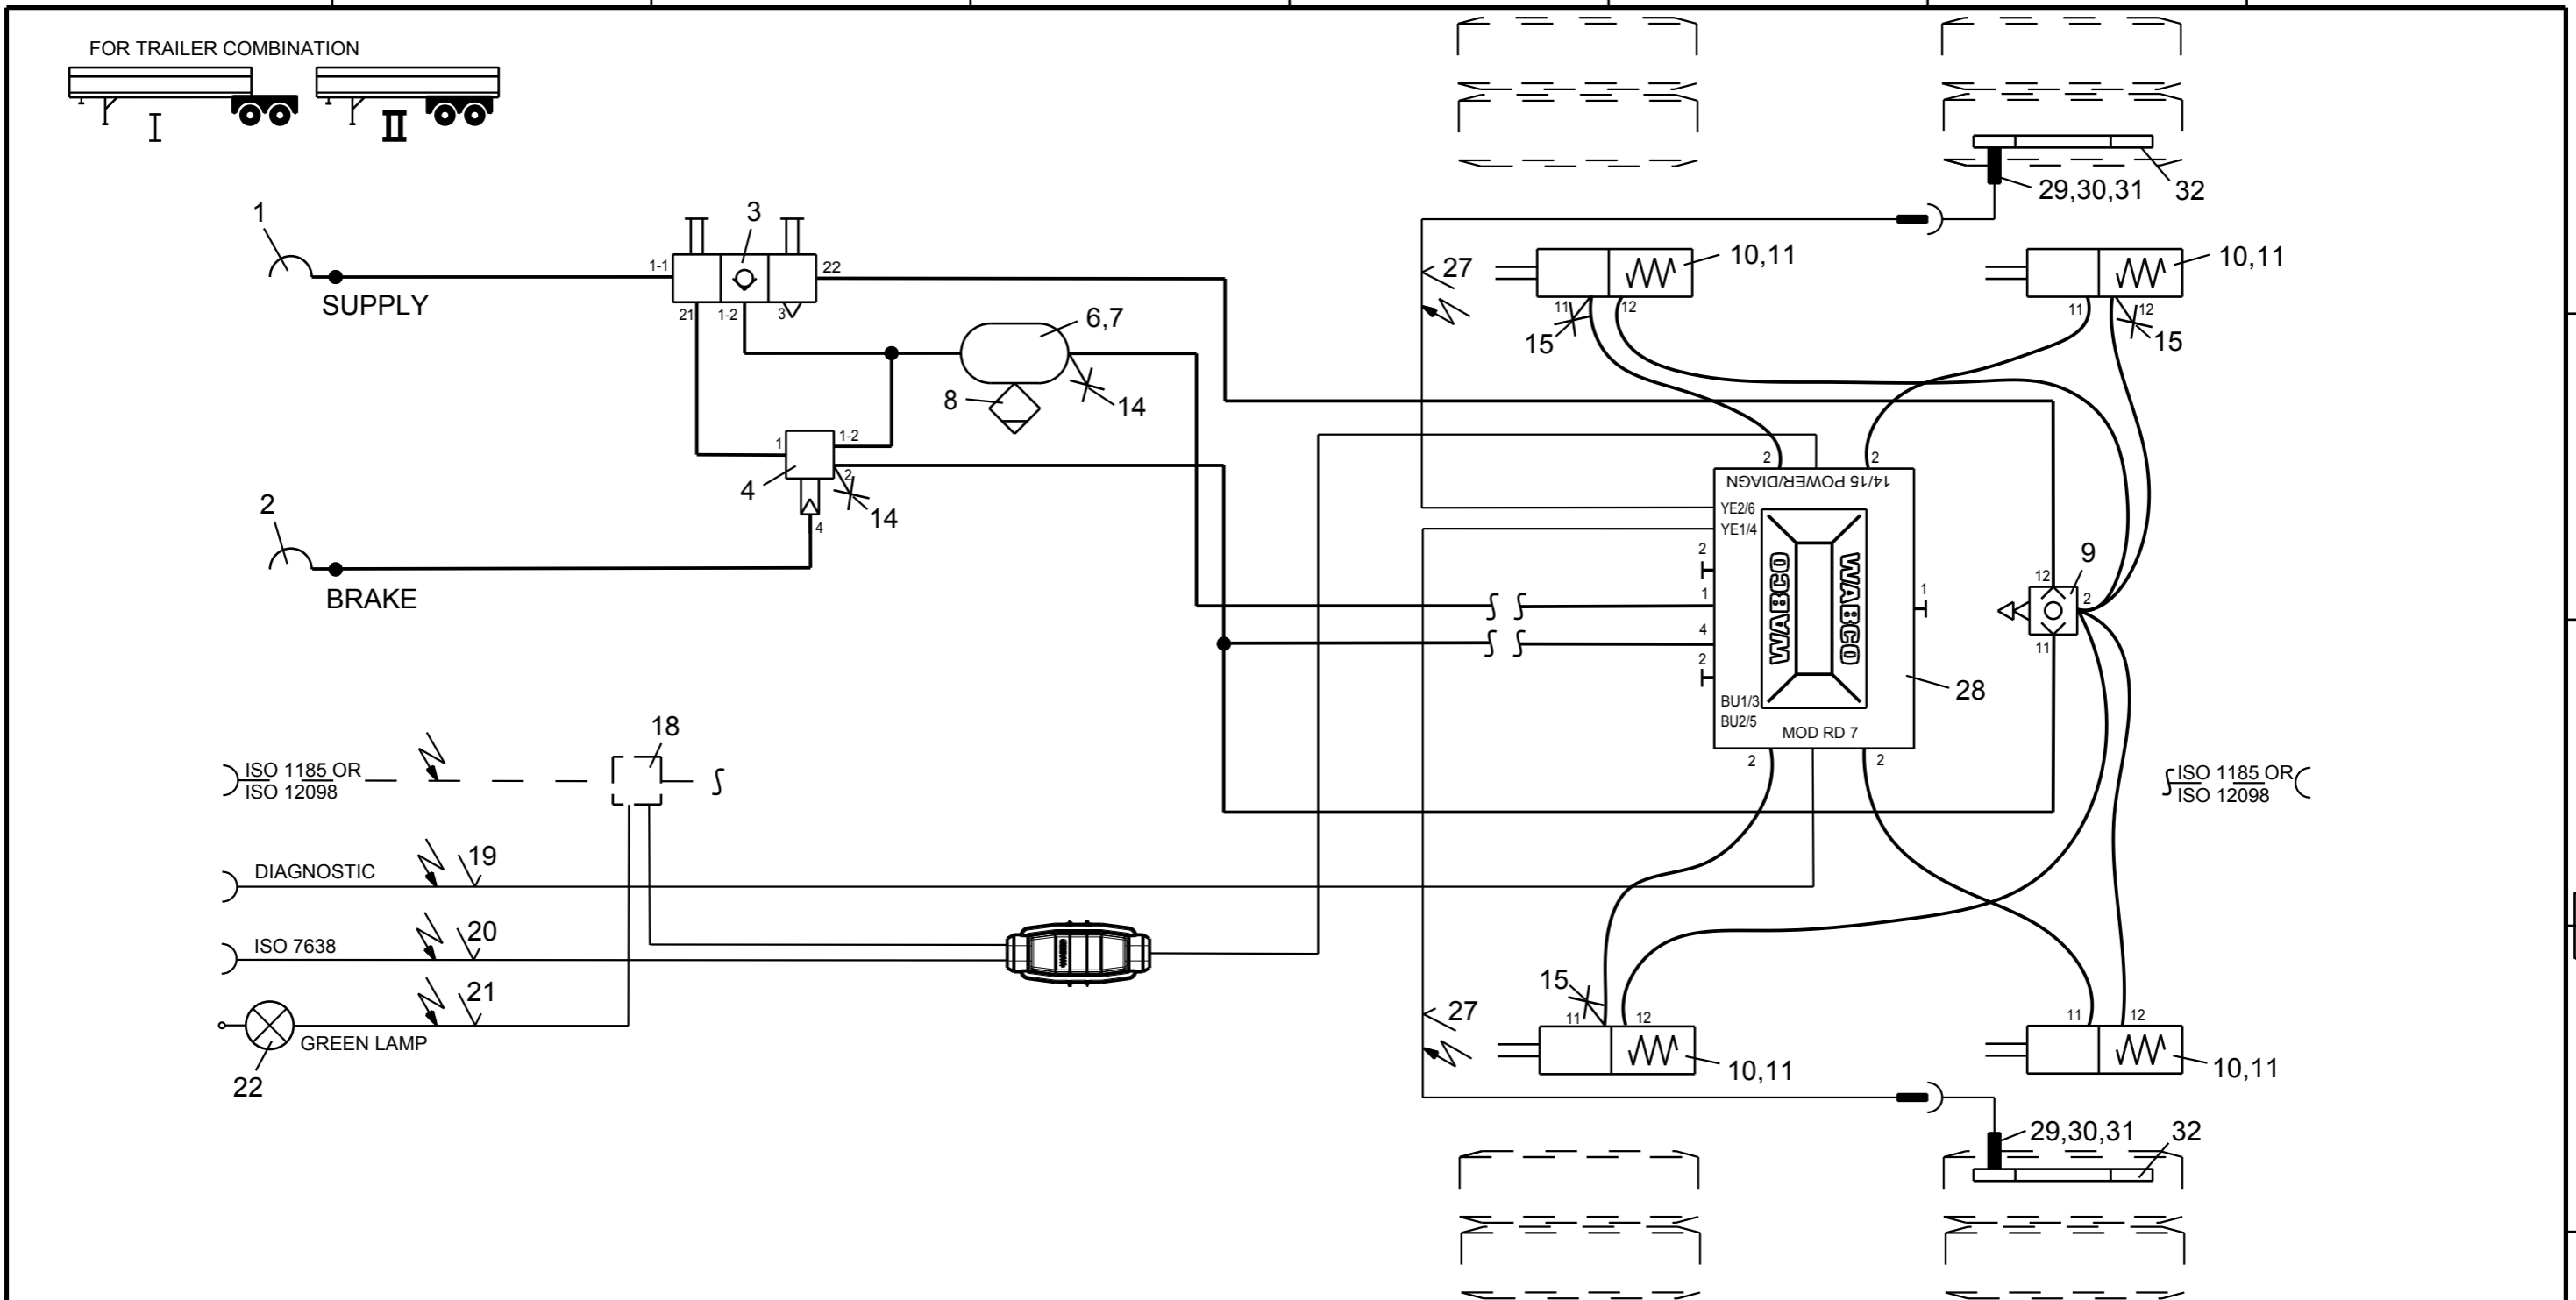 FOR TRAILER COMBINATION
I
II
29,30,31
32
1
3
1-1
22
SUPPLY
21
1-2
3
6,7
27
10,11
10,11
11
12
15
11
12
15
8
14
1
1-2
2
4
4
14
2
BRAKE
2
2
14/15 POWER/DIAGN
YE2/6
YE1/4
2
1
4
2
WABCO
WABCO
1
BU1/3
BU2/5
MOD RD 7
2
2
28
9
12
2
11
18
ISO 1185 OR
ISO 12098
ISO 1185 OR
ISO 12098
DIAGNOSTIC
19
ISO 7638
20
21
GREEN LAMP
22
15
27
11
12
10,11
11
12
10,11
29,30,31
32